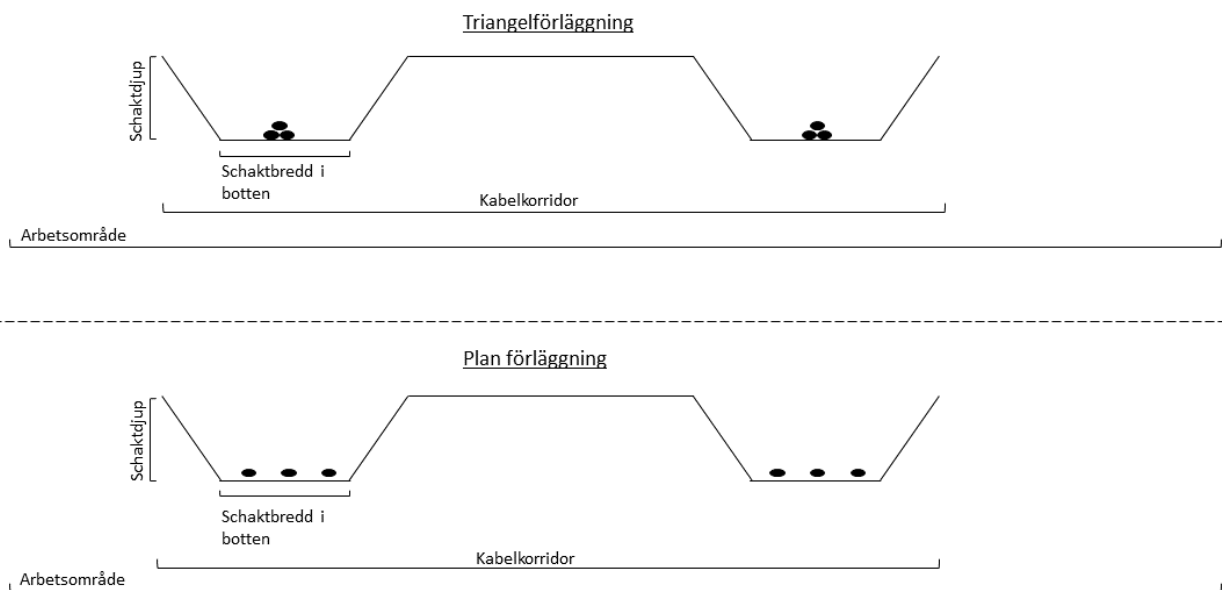 Triangelförläggning
Schaktdjup
Schaktbredd i
botten
Kabelkorridor
Arbetsområde
Plan förläggning
Schaktdjup
Schaktbredd i
botten
Kabelkorridor
Arbetsområde